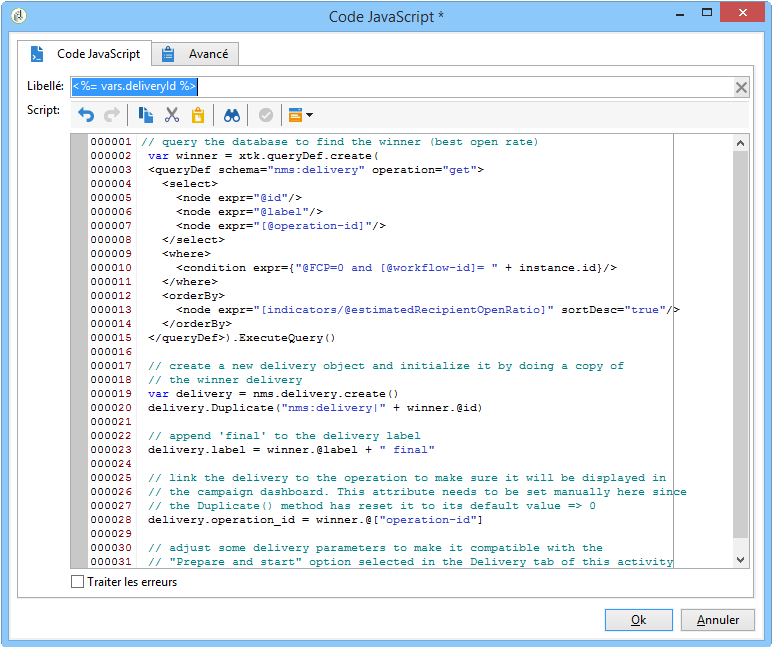 Code JavaScript *
Code JavaScript
Avancé
Libellé: <%= vars.deliveryId %>
Script:
000001 // query the database to find the winner (best open rate)
000002 var winner = xtk.queryDef.create(
000003 <queryDef schema="nms:delivery" operation="get">
000004 <select>
000005 <node expr="@id"/>
000006 <node expr="@label"/>
000007 <node expr="[@operation-id]"/>
000008 </select>
000009 <where>
000010 <condition expr={"@FCP=0 and [@workflow-id]= " + instance.id}/>
000011 </where>
000012 <orderBy>
000013 <node expr="[indicators/@estimatedRecipientOpenRatio]" sortDesc="true"/>
000014 </orderBy>
000015 </queryDef>).ExecuteQuery()
000016
000017 // create a new delivery object and initialize it by doing a copy of
000018 // the winner delivery
000019 var delivery = nms.delivery.create()
000020 delivery.Duplicate("nms:delivery|" + winner.@id)
000021
000022 // append 'final' to the delivery label
000023 delivery.label = winner.@label + " final"
000024
000025 // link the delivery to the operation to make sure it will be displayed in
000026 // the campaign dashboard. This attribute needs to be set manually here since
000027 // the Duplicate() method has reset it to its default value => 0
000028 delivery.operation_id = winner.@["operation-id"]
000029
000030 // adjust some delivery parameters to make it compatible with the
000031 // "Prepare and start" option selected in the Delivery tab of this activity
Traiter les erreurs
Ok
Annuler